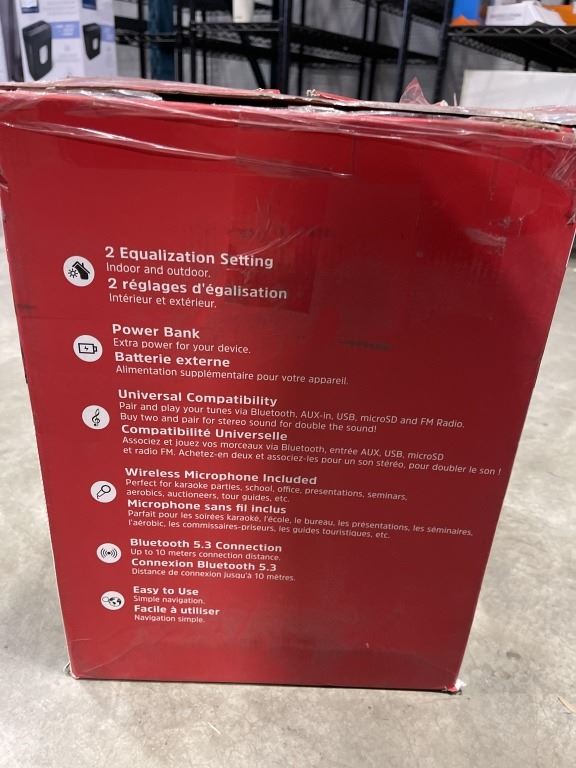 2 Equalization Setting
Indoor and outdoor.
2 réglages d'égalisation
Intérieur et extérieur.
Power Bank
Extra power for your device.
Batterie externe
Alimentation supplémentaire pour votre appareil.
Universal Compatibility
Pair and play your tunes via Bluetooth, AUX-in, USB, microSD and FM Radio.
Buy two and pair for stereo sound for double the sound!
Compatibilité Universelle
Associez et jouez vos morceaux via Bluetooth, entrée AUX, USB, microSD
et radio FM. Achetez-en deux et associez-les pour un son stéréo, pour doubler le son !
Wireless Microphone Included
Perfect for karaoke parties, school, office, presentations, seminars,
aerobics, auctioneers, tour guides, etc.
Microphone sans fil inclus
Parfait pour les soirées karaoké, l'école, le bureau, les présentations, les séminaires,
l'aérobic, les commissaires-priseurs, les guides touristiques, etc.
Bluetooth 5.3 Connection
Up to 10 meters connection distance.
Connexion Bluetooth 5.3
Distance de connexion jusqu'à 10 mètres.
Easy to Use
Simple navigation.
Facile à utiliser
Navigation simple.